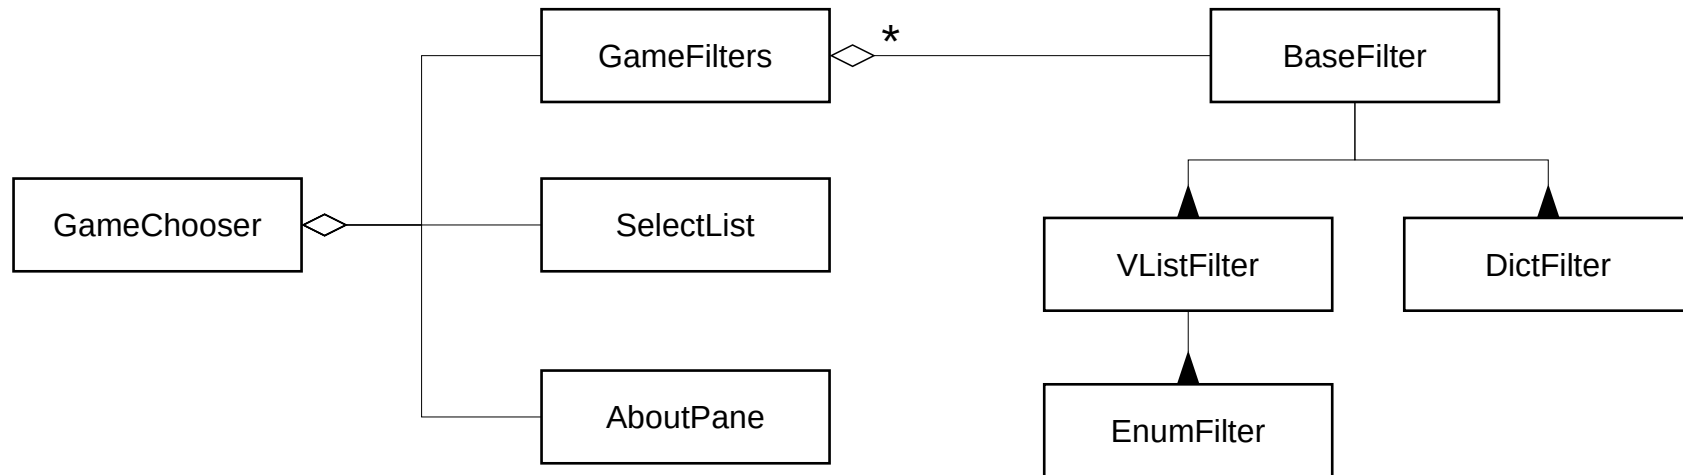 GameFilters
*
BaseFilter
GameChooser
SelectList
VListFilter
DictFilter
AboutPane
EnumFilter